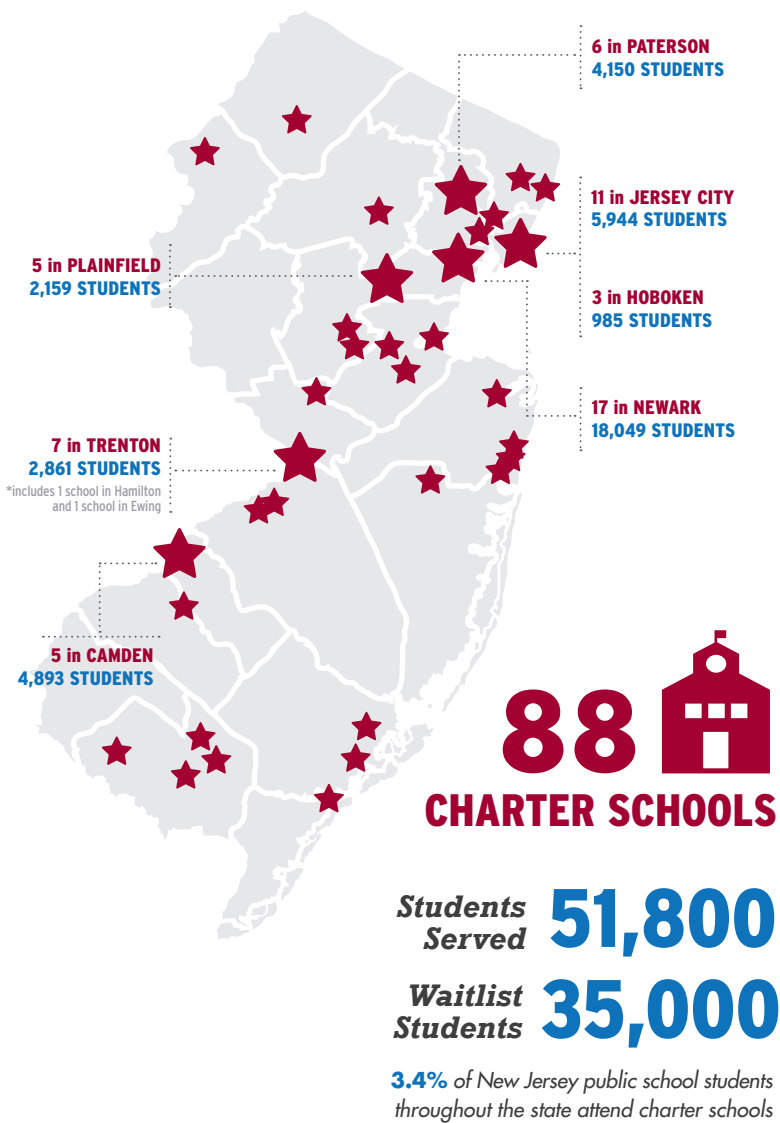 6 in PATERSON
4,150 STUDENTS
11 in JERSEY CITY
5,944 STUDENTS
5 in PLAINFIELD
2,159 STUDENTS
3 in HOBOKEN
985 STUDENTS
17 in NEWARK
18,049 STUDENTS
7 in TRENTON
2,861 STUDENTS
*includes 1 school in Hamilton
and 1 school in Ewing
5 in CAMDEN
4,893 STUDENTS
88
CHARTER SCHOOLS
Students
Served
51,800
Waitlist
Students
35,000
3.4% of New Jersey public school students
throughout the state attend charter schools